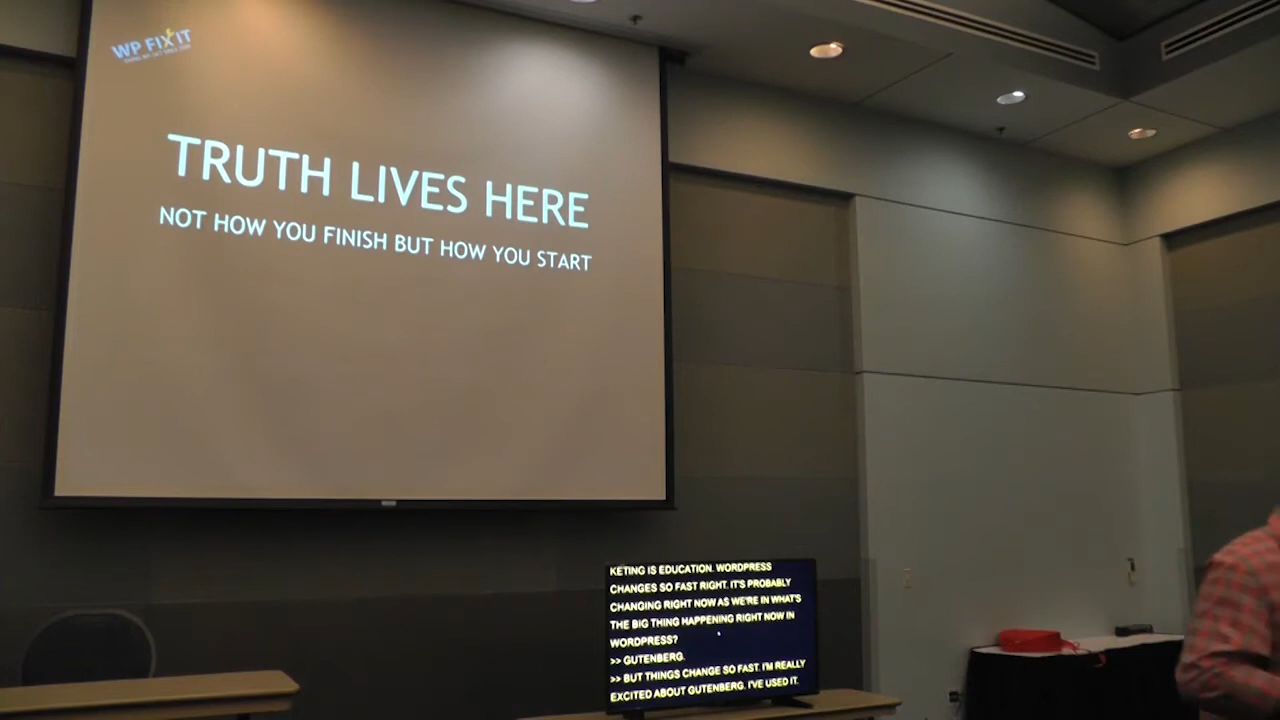 WP FIX IT
TRUTH LIVES HERE
NOT HOW YOU FINISH BUT HOW YOU START
KETING IS EDUCATION. WORDPRESS
CHANGES SO FAST RIGHT. IT'S PROBABLY
CHANGING RIGHT NOW AS WE'RE IN WHAT'S
THE BIG THING HAPPENING RIGHT NOW IN
WORDPRESS?
>> GUTENBERG.
>> BUT THINGS CHANGE SO FAST. I'M REALLY
EXCITED ABOUT GUTENBERG. I'VE USED IT.